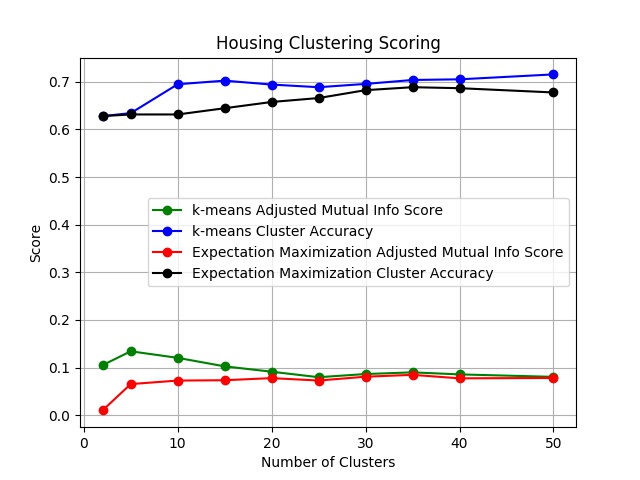 Housing Clustering Scoring
0.7
0.6
0.5
0.4
0.3
0.2
0.1
0.0
Score
k-means Adjusted Mutual Info Score
k-means Cluster Accuracy
Expectation Maximization Adjusted Mutual Info Score
Expectation Maximization Cluster Accuracy
0 10 20 30 40 50
Number of Clusters